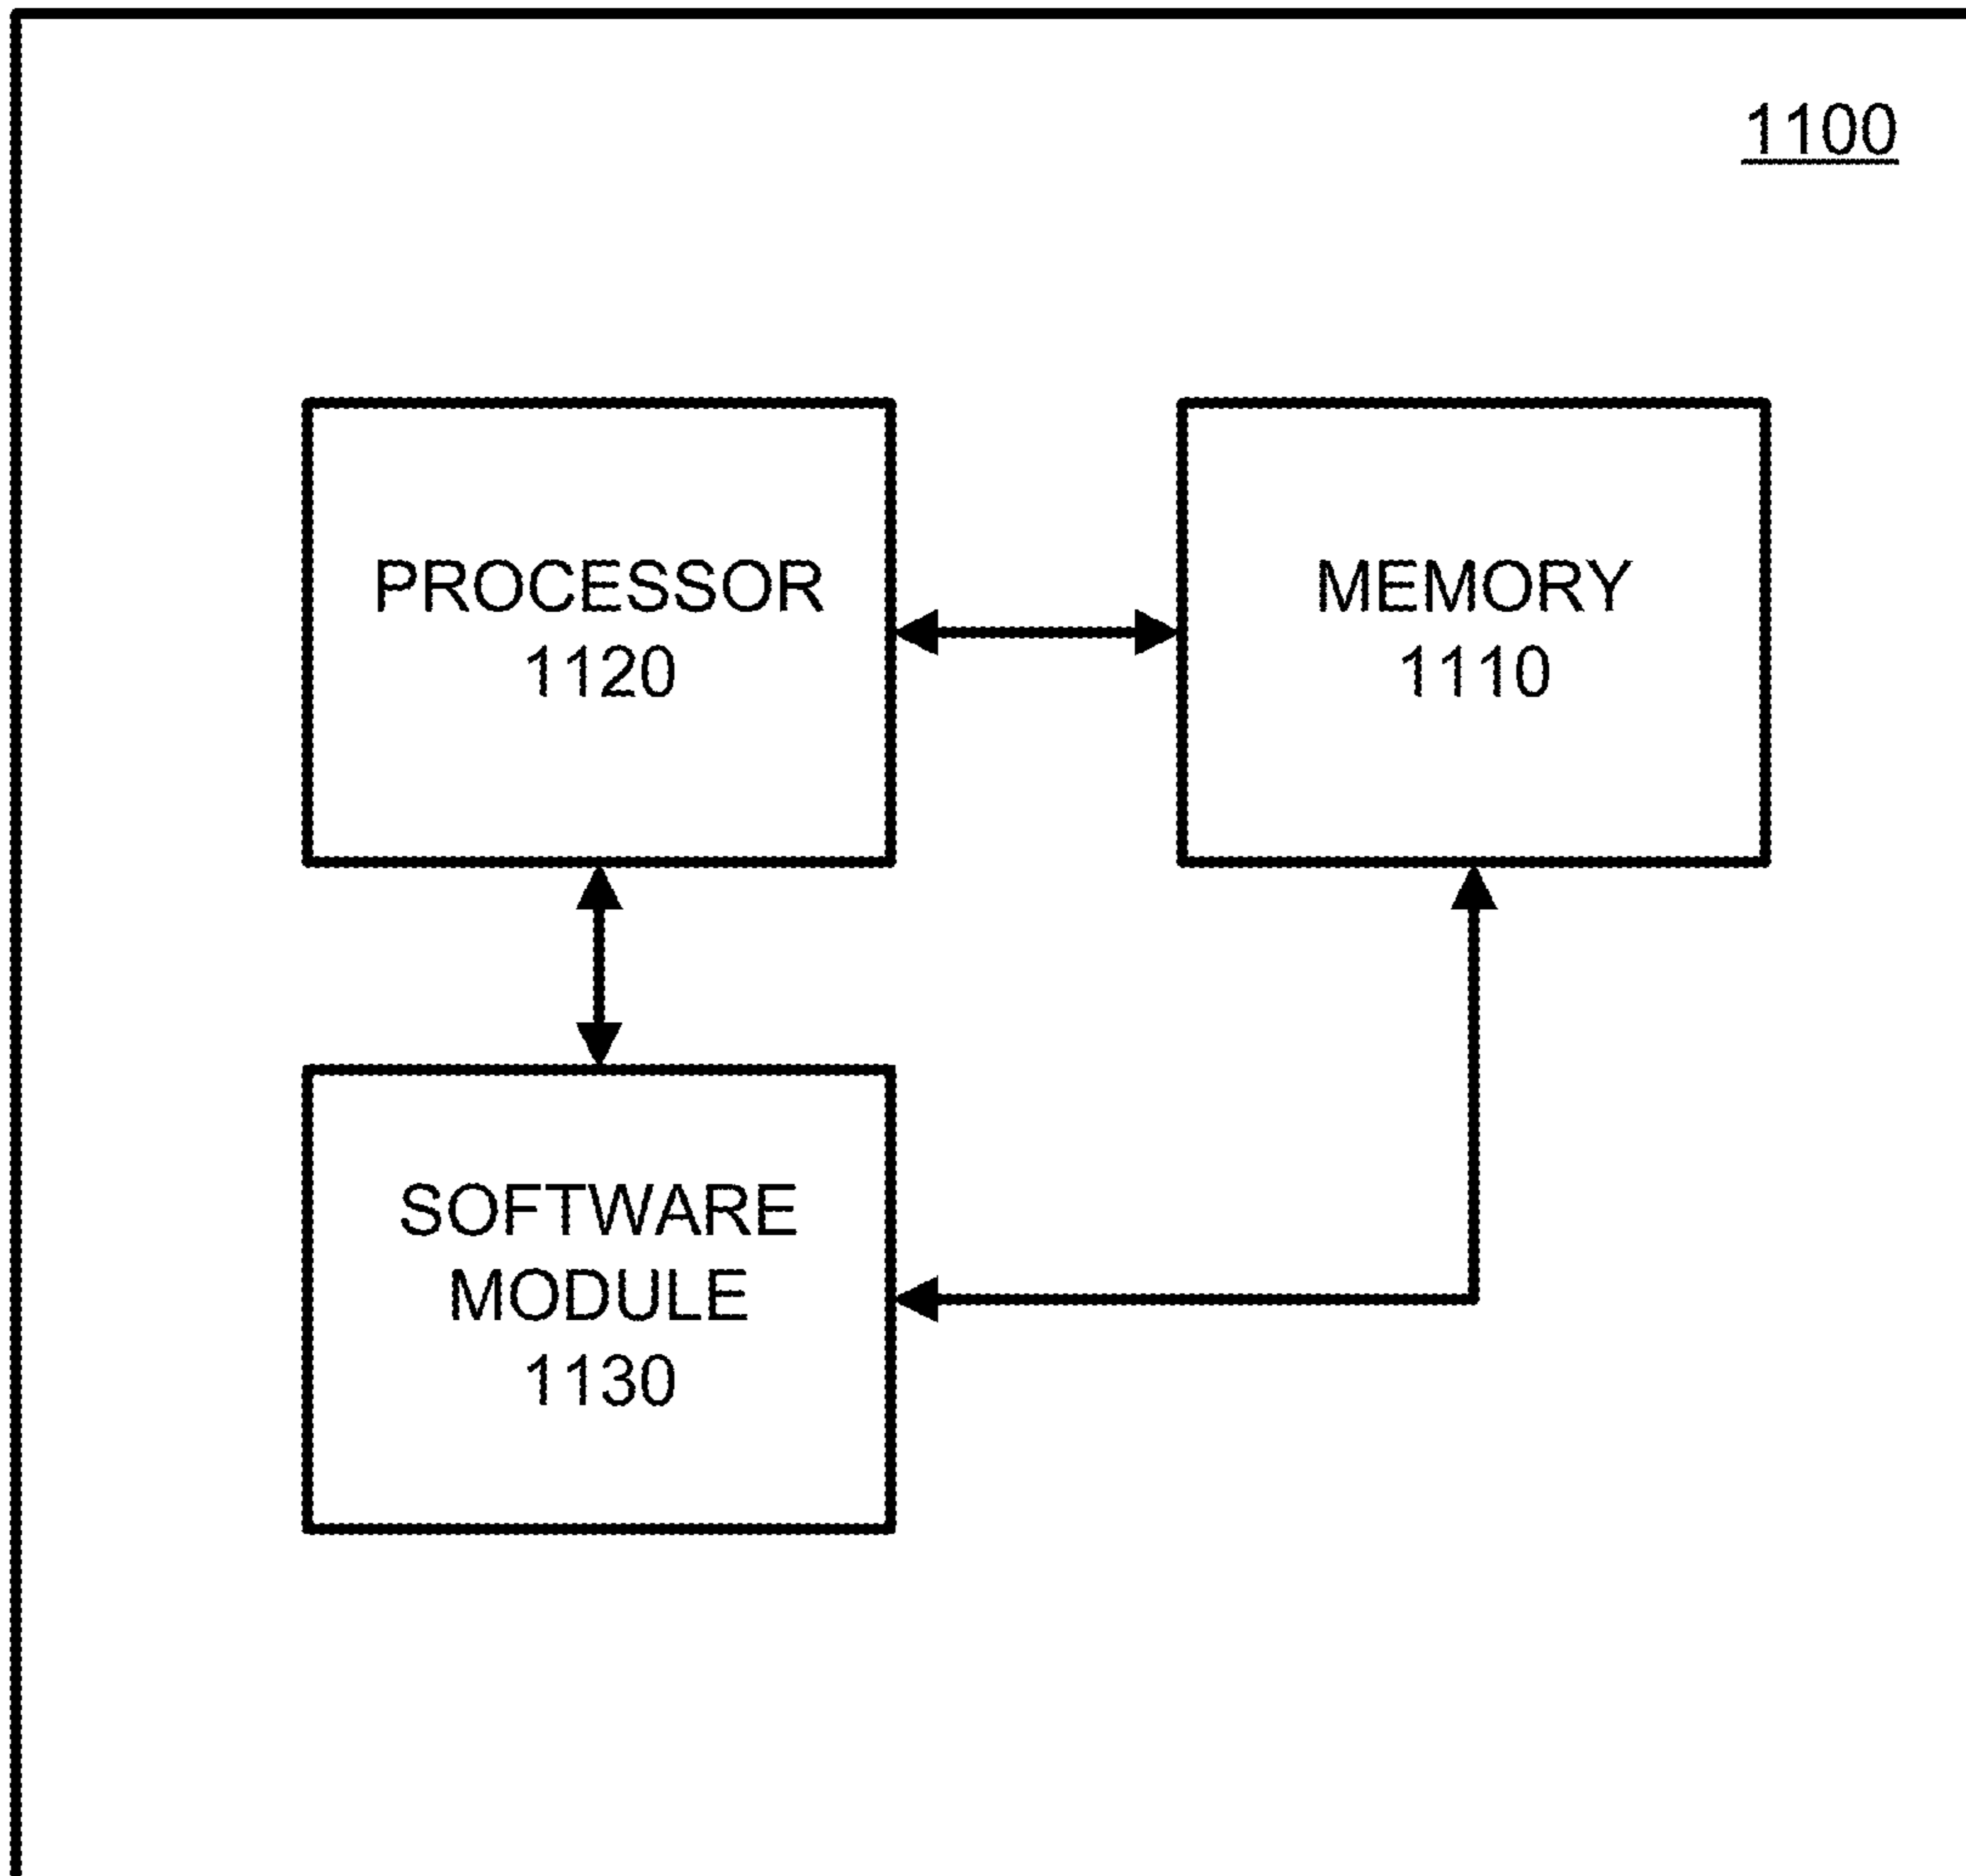 1100
PROCESSOR
1120
MEMORY
1110
SOFTWARE
MODULE
1130